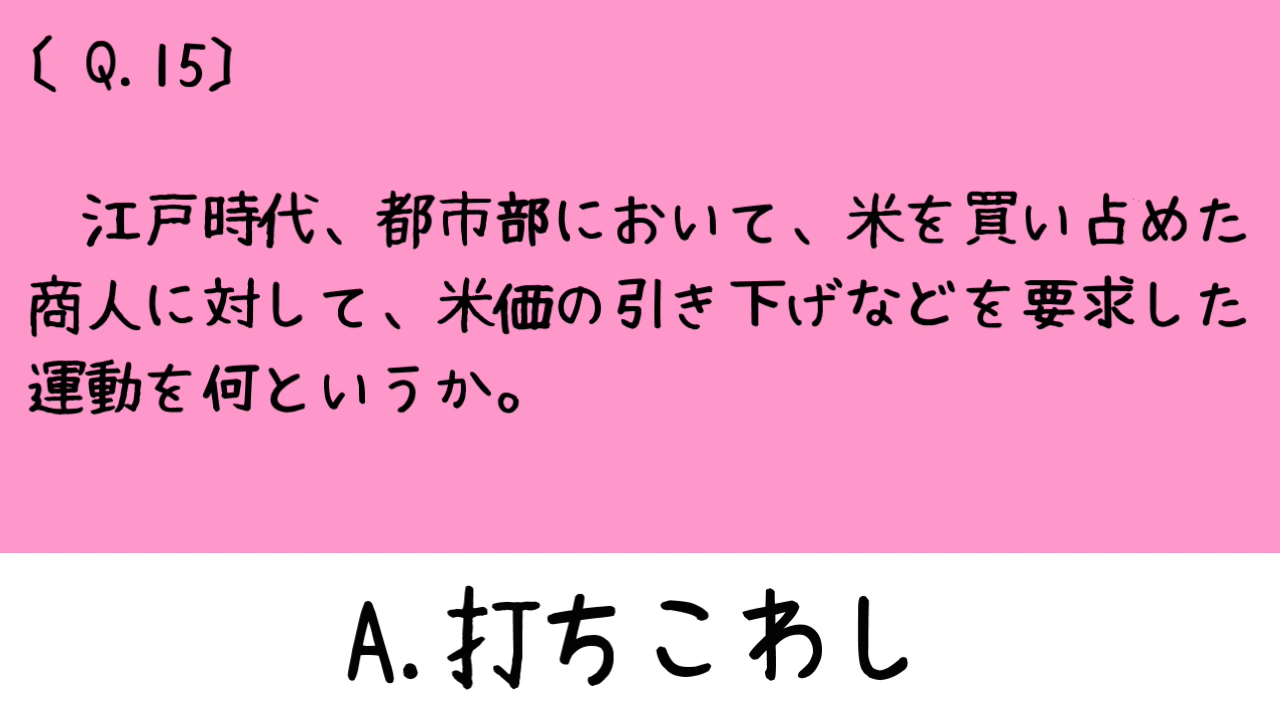 〔 Q.15〕
江戸時代、都市部において、米を買い占めた
商人に対して、米価の引き下げなどを要求した
運動を何というか。
A.打ちこわし